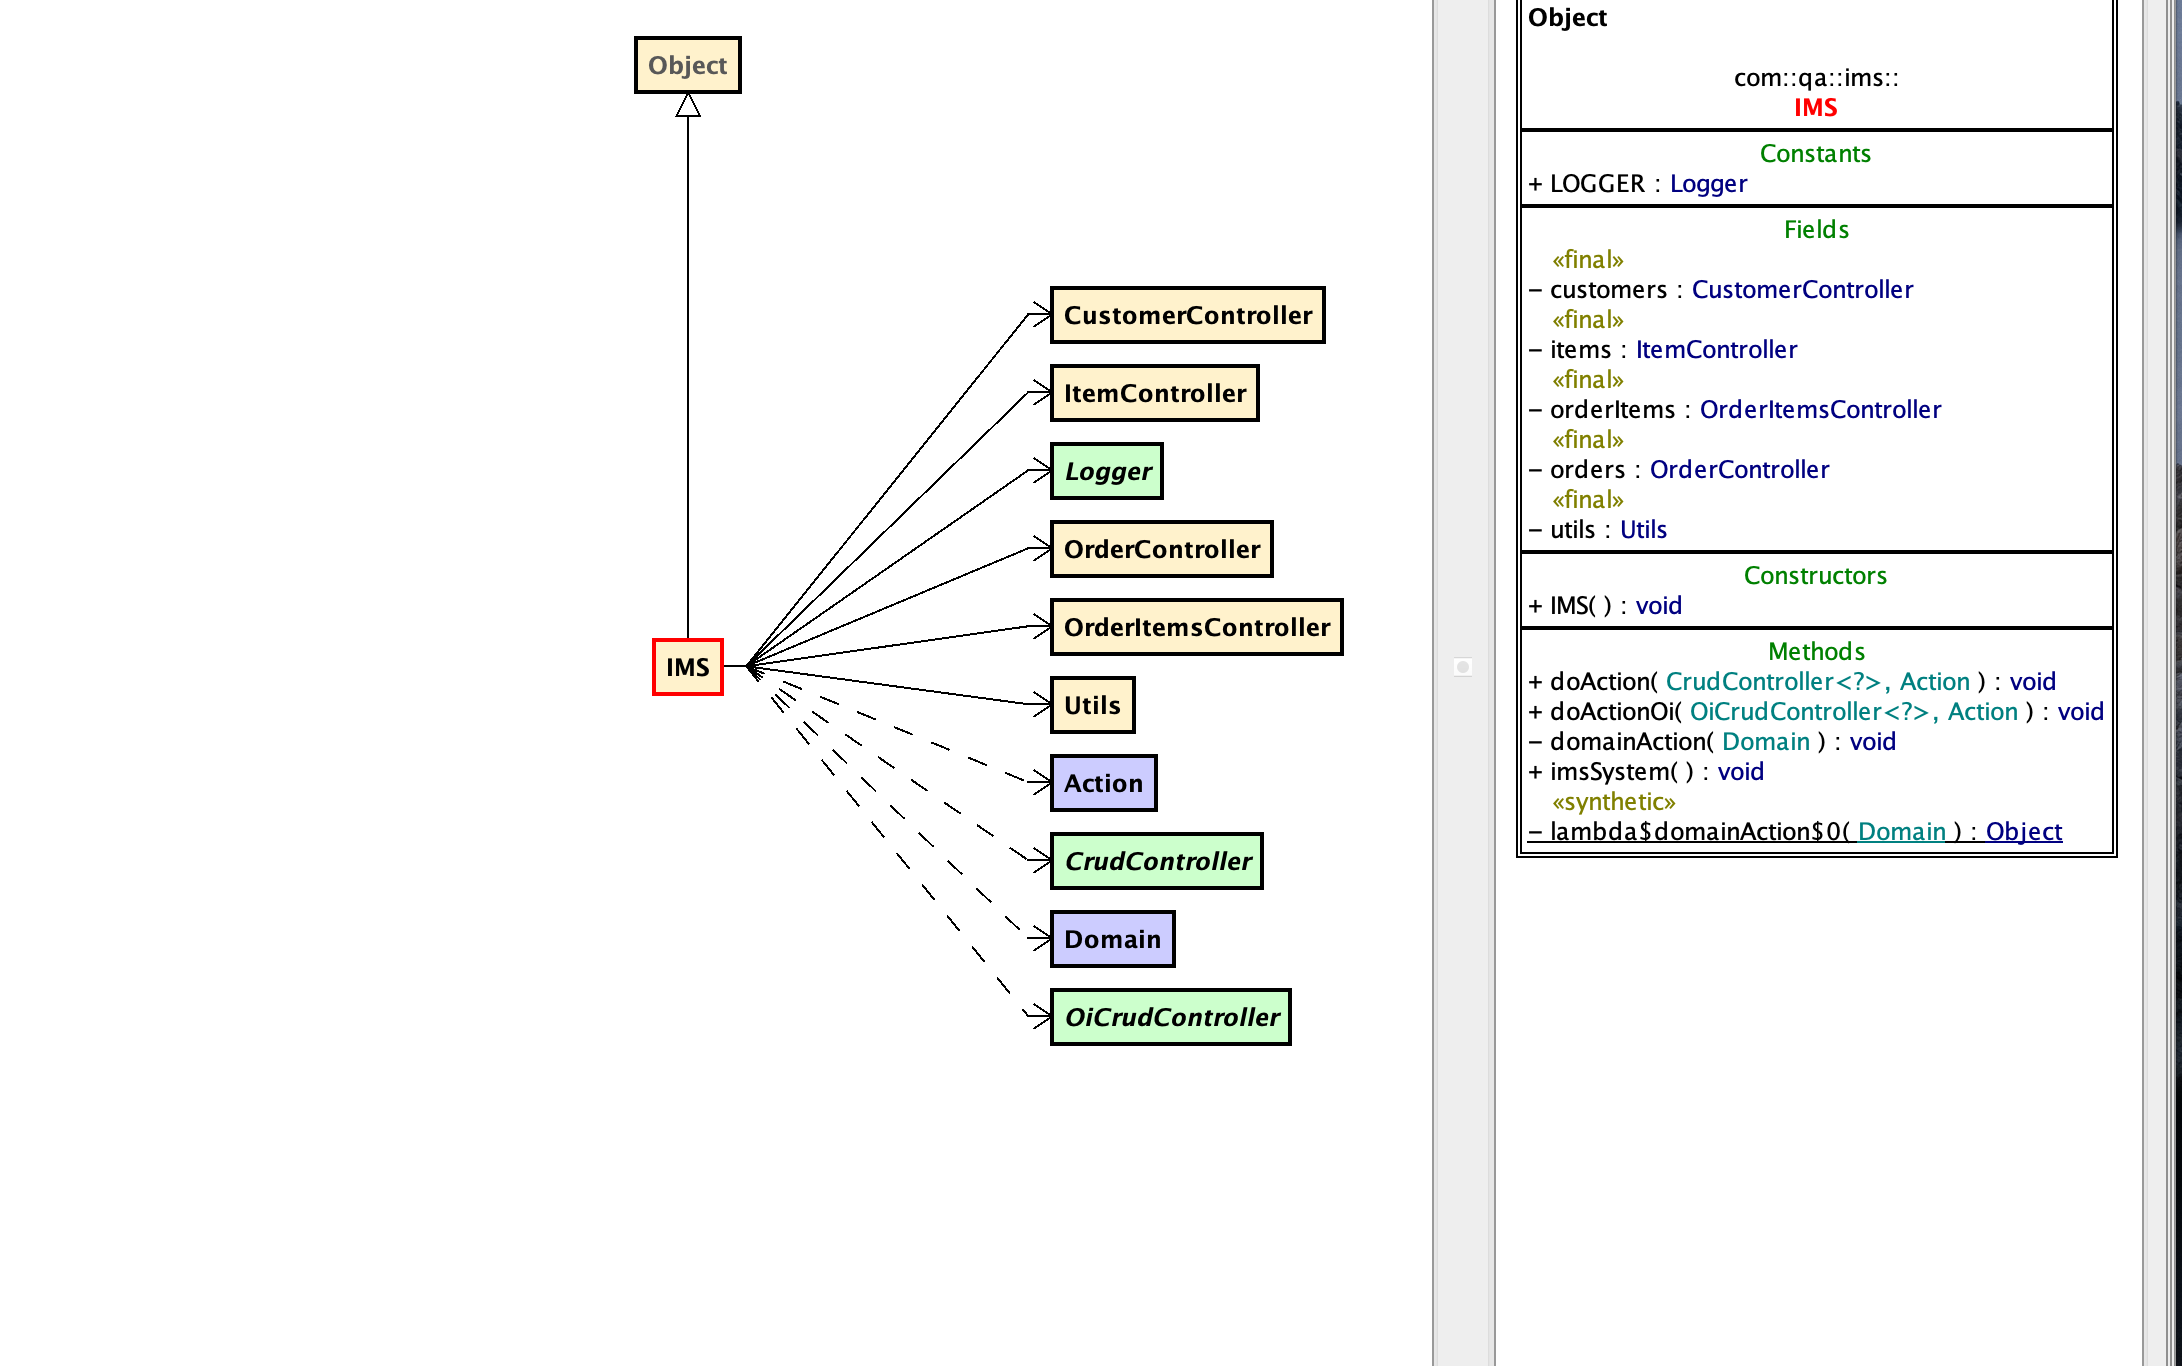 Object
CustomerController
ItemController
Logger
OrderController
OrderItemsController
IMS
Utils
Action
CrudController
Domain
OiCrudController
Object
com::qa::ims::
IMS
Constants
+ LOGGER : Logger
Fields
«final»
− customers : CustomerController
«final»
− items : ItemController
«final»
− orderItems : OrderItemsController
«final»
− orders : OrderController
«final»
− utils : Utils
Constructors
+ IMS( ) : void
Methods
+ doAction( CrudController<?>, Action ) : void
+ doActionOi( OiCrudController<?>, Action ) : void
− domainAction( Domain ) : void
+ imsSystem( ) : void
«synthetic»
− lambda$domainAction$0( Domain ) : Object